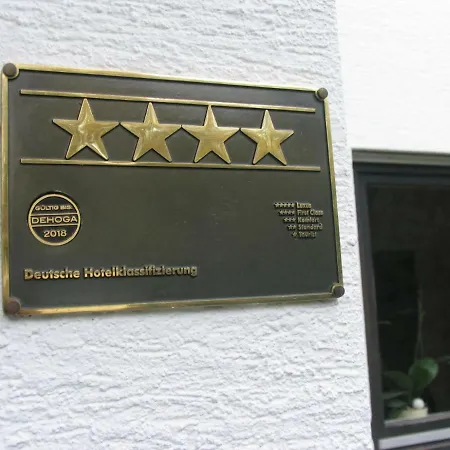 GÜLTIG BIS:
DEHOGA
2018
***** Luxus
**** First Class
*** Komfort
** Standard
* Tourist
Deutsche Hotelklassifizierung